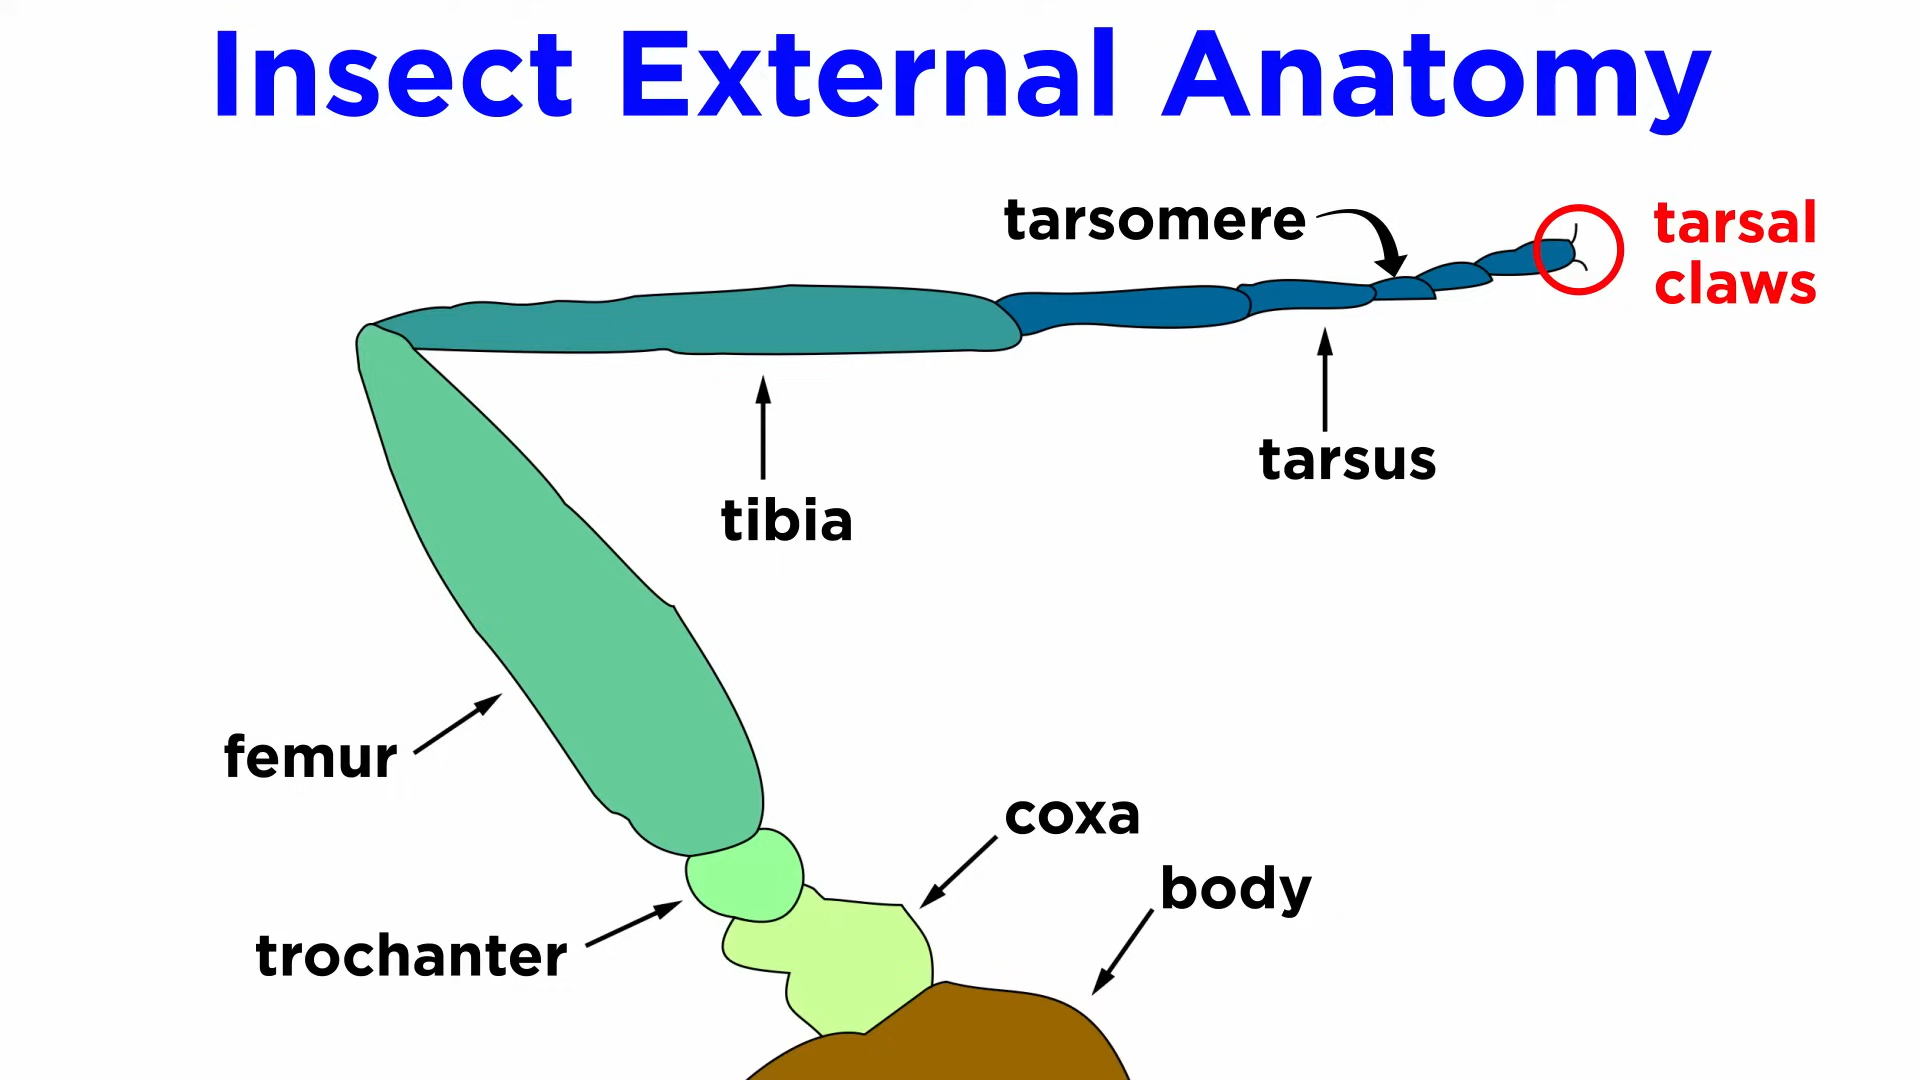 Insect External Anatomy
tarsomere
tarsal
claws
tarsus
tibia
femur
coxa
body
trochanter